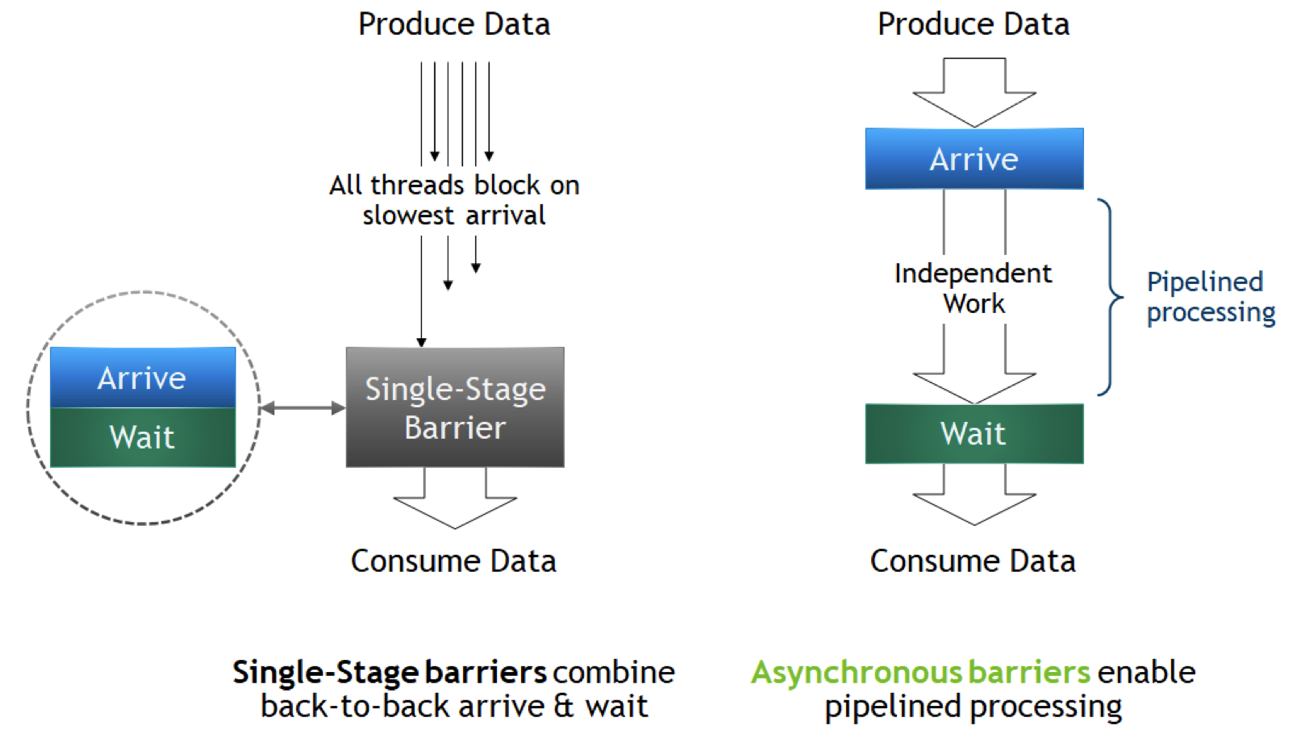 Produce Data
All threads block on
slowest arrival
Arrive
Wait
Single-Stage
Barrier
Consume Data
Single-Stage barriers combine
back-to-back arrive & wait
Produce Data
Arrive
Independent
Work
Pipelined
processing
Wait
Consume Data
Asynchronous barriers enable
pipelined processing